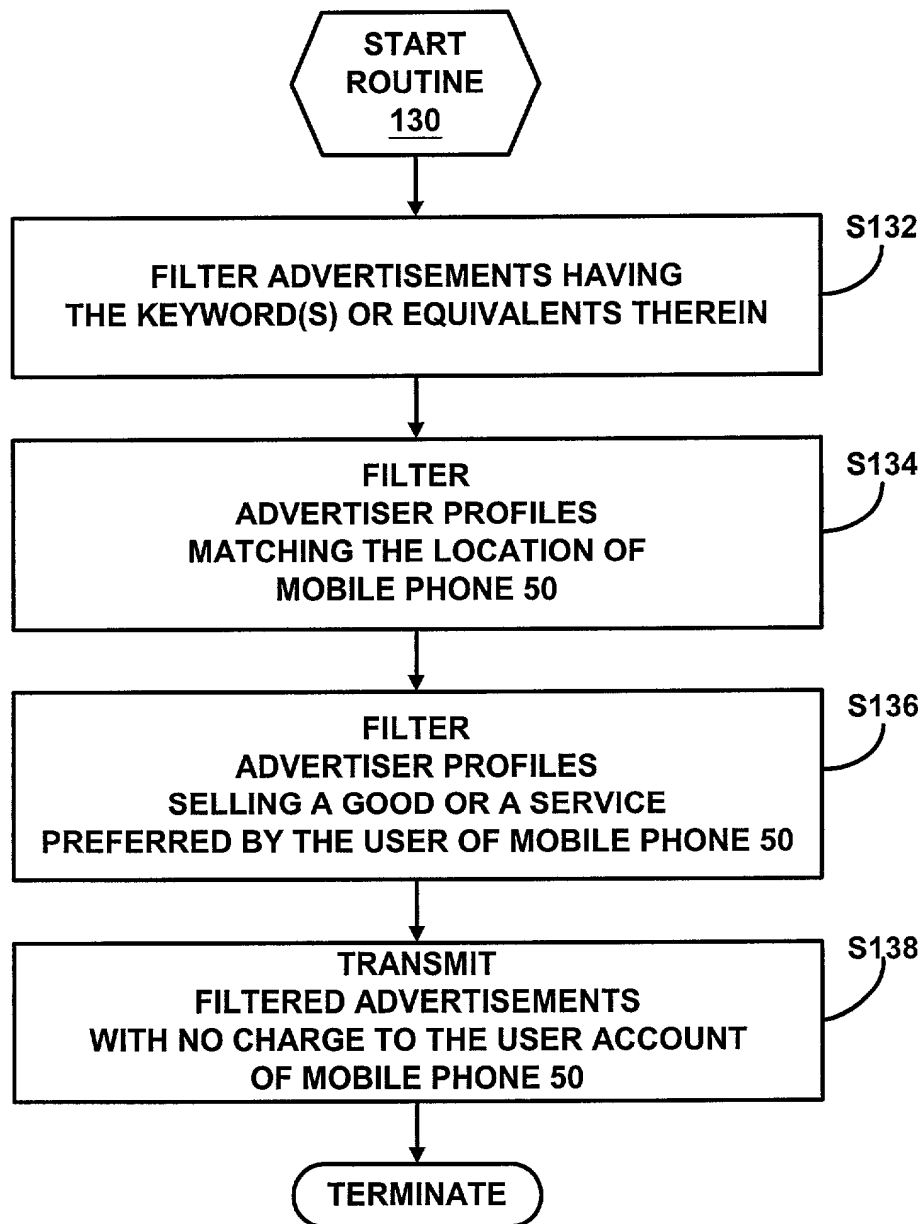 START
ROUTINE
130
S132
FILTER ADVERTISEMENTS HAVING
THE KEYWORD(S) OR EQUIVALENTS THEREIN
S134
FILTER
ADVERTISER PROFILES
MATCHING THE LOCATION OF
MOBILE PHONE 50
S136
FILTER
ADVERTISER PROFILES
SELLING A GOOD OR A SERVICE
PREFERRED BY THE USER OF MOBILE PHONE 50
S138
TRANSMIT
FILTERED ADVERTISEMENTS
WITH NO CHARGE TO THE USER ACCOUNT
OF MOBILE PHONE 50
TERMINATE